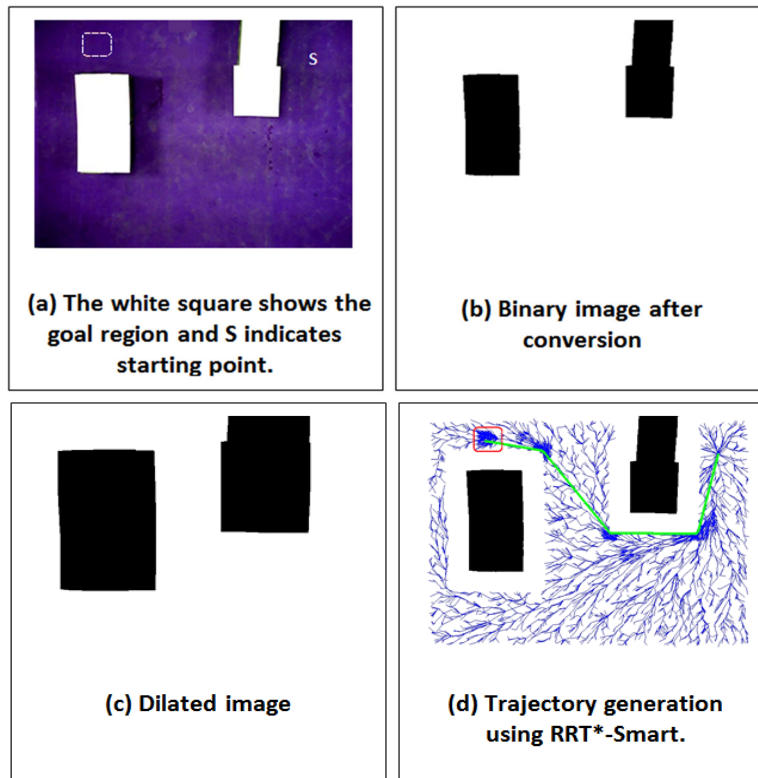 S
(a) The white square shows the
goal region and S indicates
starting point.
(b) Binary image after
conversion
(c) Dilated image
(d) Trajectory generation
using RRT*-Smart.